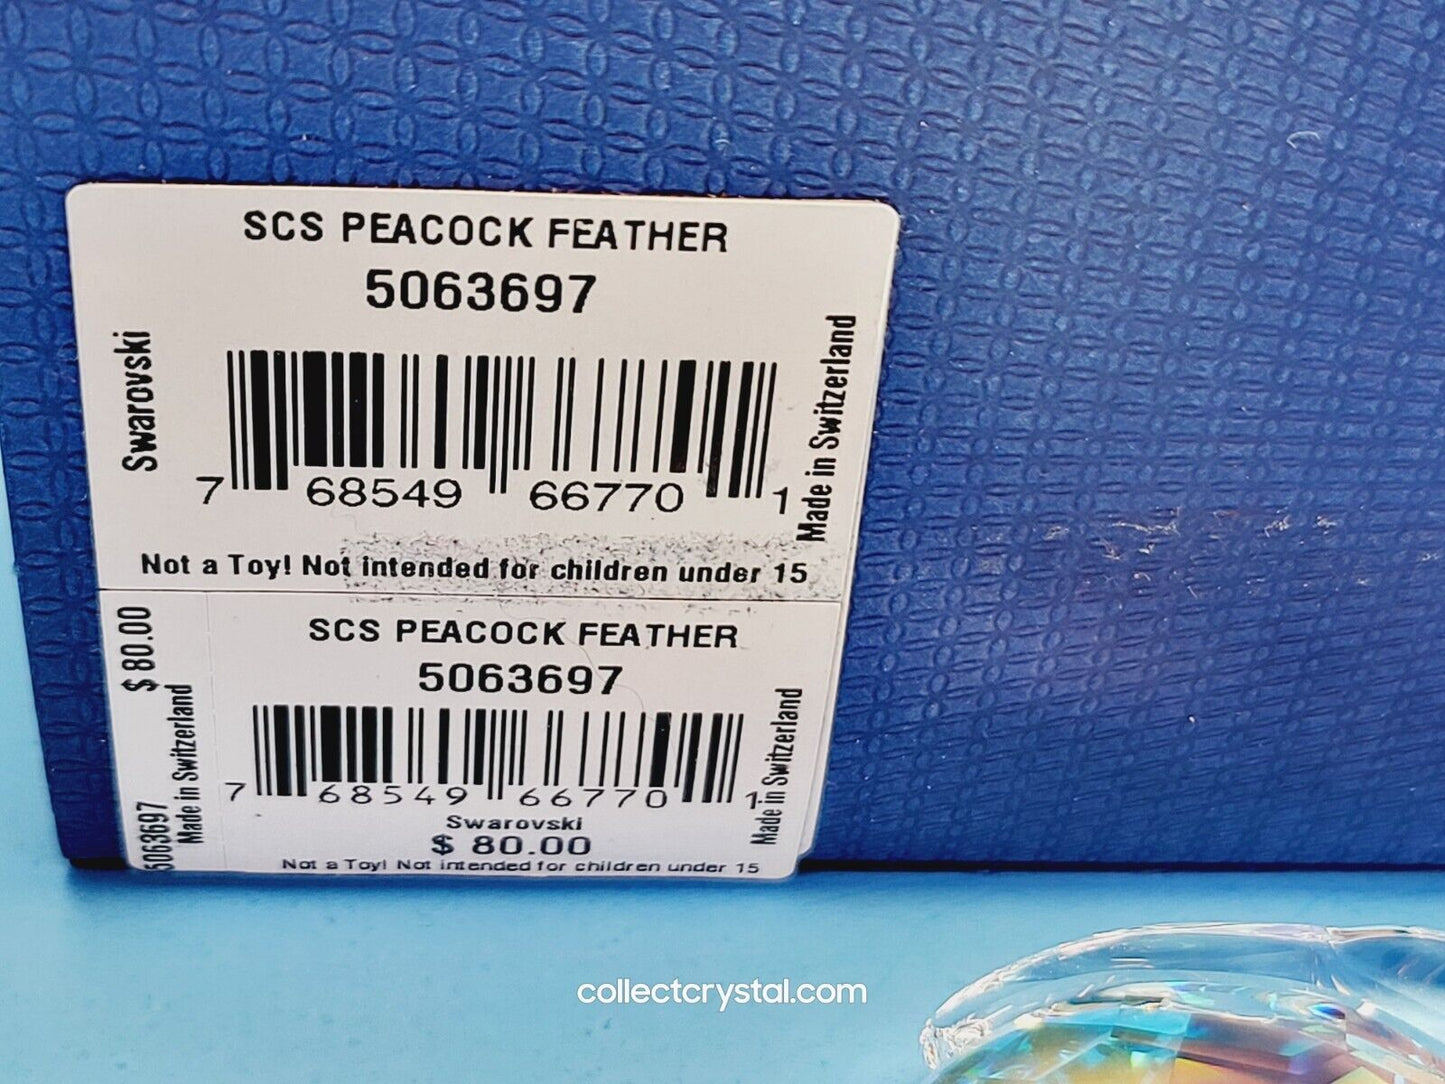 SCS PEACOCK FEATHER
5063697
Swarovski
Made in Switzerland
7 68549 66770 1
Not a Toy! Not intended for children under 15
$ 80.00
5063697
Made in Switzerland
SCS PEACOCK FEATHER
5063697
7 68549 66770 1
Made in Switzerland
Swarovski
$ 80.00
Not a Toy! Not intended for children under 15
collectcrystal.com